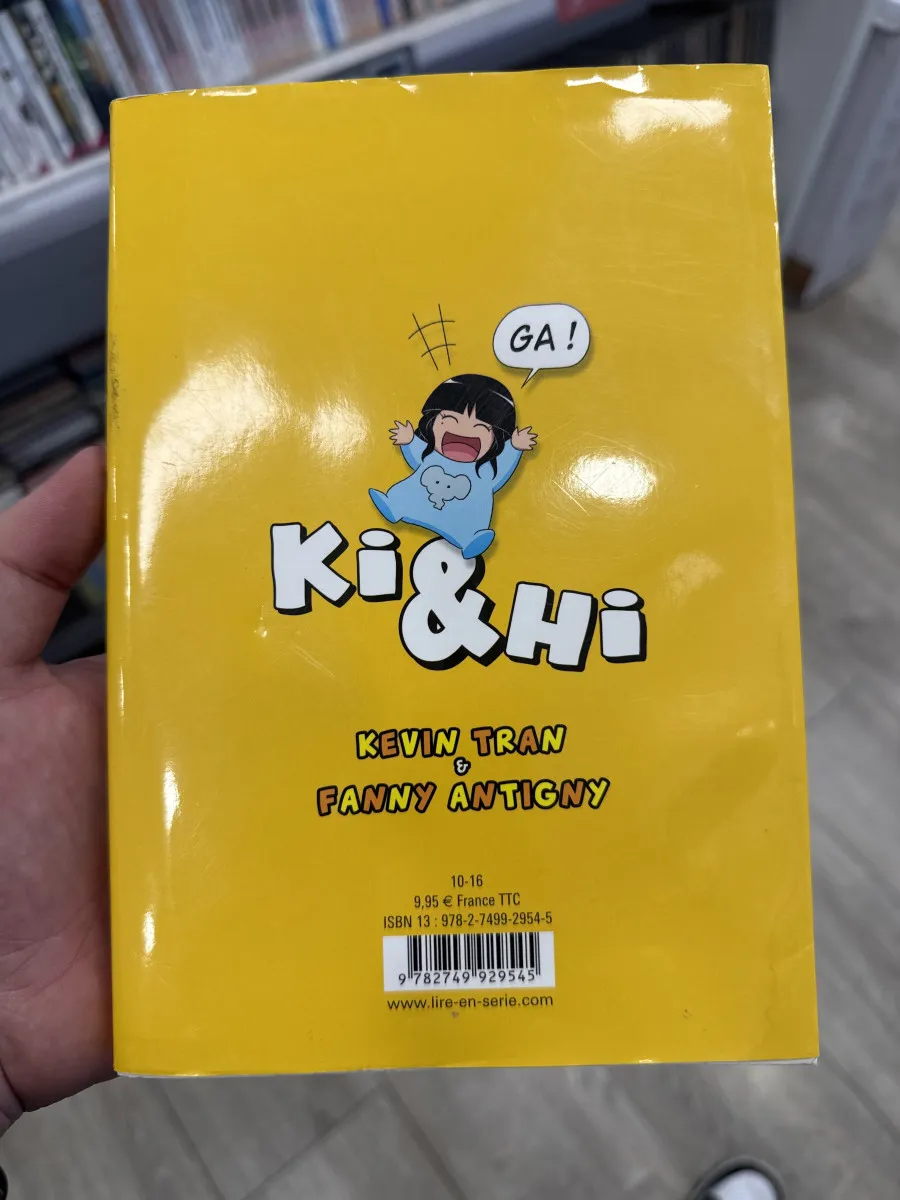 GA !
Ki & Hi
KEVIN TRAN
&
FANNY ANTIGNY
10-16
9,95 € France TTC
ISBN 13 : 978-2-7499-2954-5
9 782749 929545
www.lire-en-serie.com